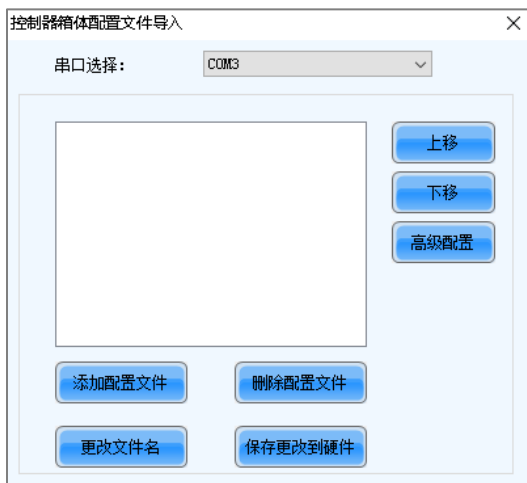 控制器箱体配置文件导入
串口选择： COM3
上移
下移
高级配置
添加配置文件 删除配置文件
更改文件名 保存更改到硬件